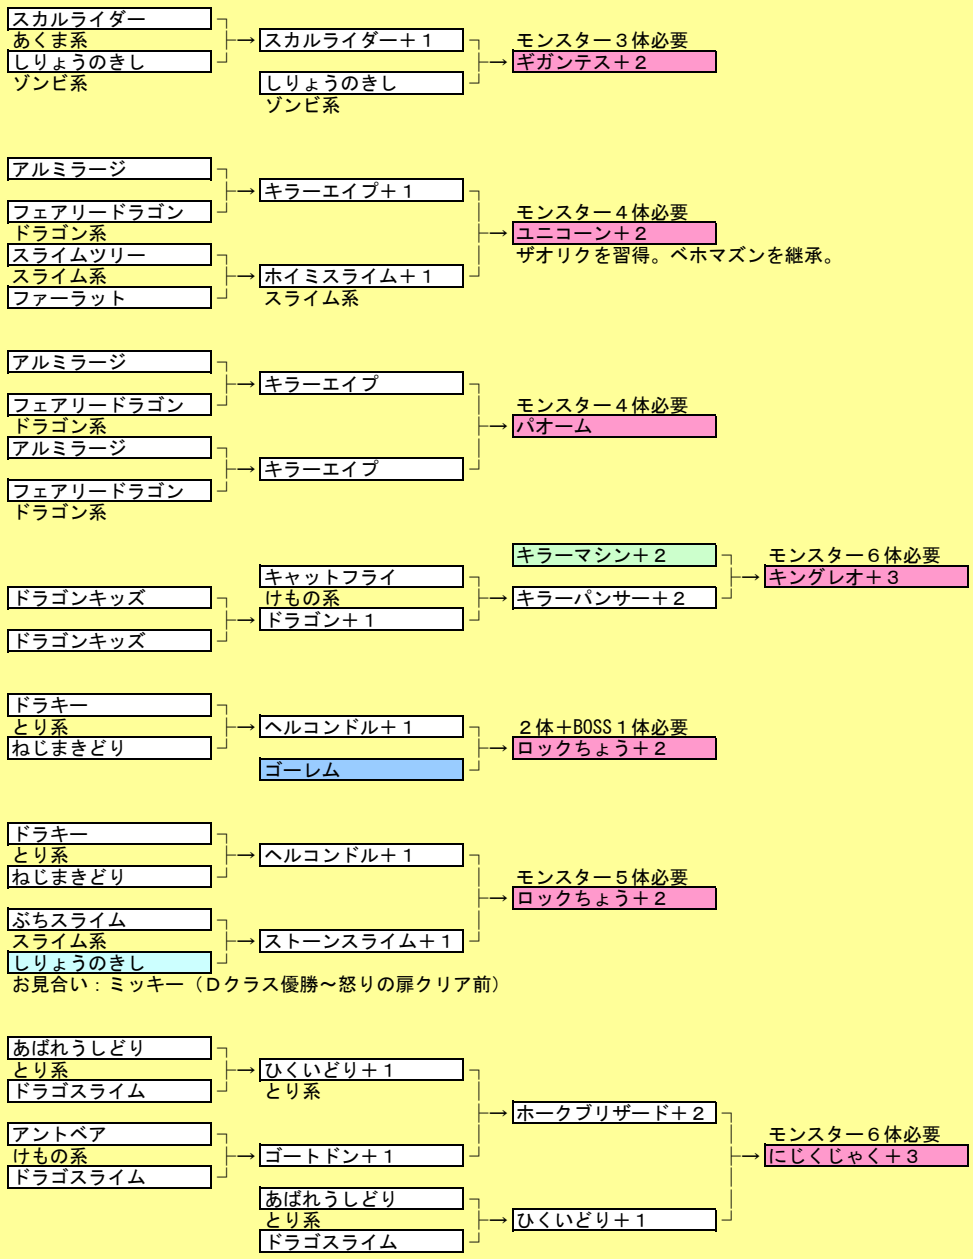 スカルライダー
あくま系
しりょうのきし
ゾンビ系
スカルライダー＋１
しりょうのきし
ゾンビ系
モンスター３体必要
ギガンテス＋２
アルミラージ
フェアリードラゴン
ドラゴン系
スライムツリー
スライム系
ファーラット
キラーエイプ＋１
ホイミスライム＋１
スライム系
モンスター４体必要
ユニコーン＋２
ザオリクを習得。ベホマズンを継承。
アルミラージ
フェアリードラゴン
ドラゴン系
アルミラージ
フェアリードラゴン
ドラゴン系
キラーエイプ
キラーエイプ
モンスター４体必要
パオーム
ドラゴンキッズ
ドラゴンキッズ
キャットフライ
けもの系
ドラゴン＋１
キラーマシン＋２
キラーパンサー＋２
モンスター６体必要
キングレオ＋３
ドラキー
とり系
ねじまきどり
ヘルコンドル＋１
ゴーレム
２体＋BOSS１体必要
ロックちょう＋２
ドラキー
とり系
ねじまきどり
ぶちスライム
スライム系
しりょうのきし
お見合い：ミッキー（Ｄクラス優勝～怒りの扉クリア前）
ヘルコンドル＋１
ストーンスライム＋１
モンスター５体必要
ロックちょう＋２
あばれうしどり
とり系
ドラゴスライム
アントベア
けもの系
ドラゴスライム
ひくいどり＋１
とり系
ゴートドン＋１
あばれうしどり
とり系
ドラゴスライム
ホークブリザード＋２
ひくいどり＋１
モンスター６体必要
にじくじゃく＋３